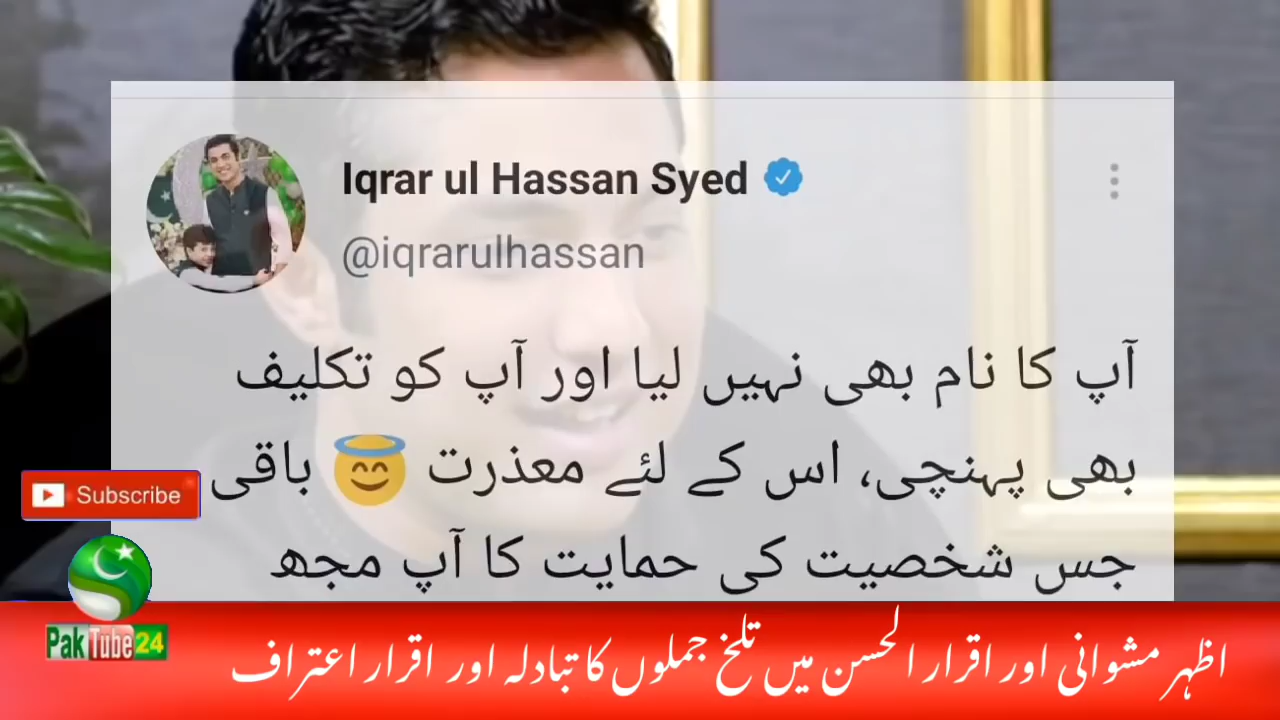 Iqrar ul Hassan Syed
@iqrarulhassan
آپ کا نام بھی نہیں لیا اور آپ کو تکلیف
بھی پہنچی، اس کے لئے معذرت 😇 باقی
جس شخصیت کی حمایت کا آپ مجھ
Subscribe
PakTube24
اظہر مشوانی اور اقرار الحسن میں تلخ جملوں کا تبادلہ اور اقرار اعتراف